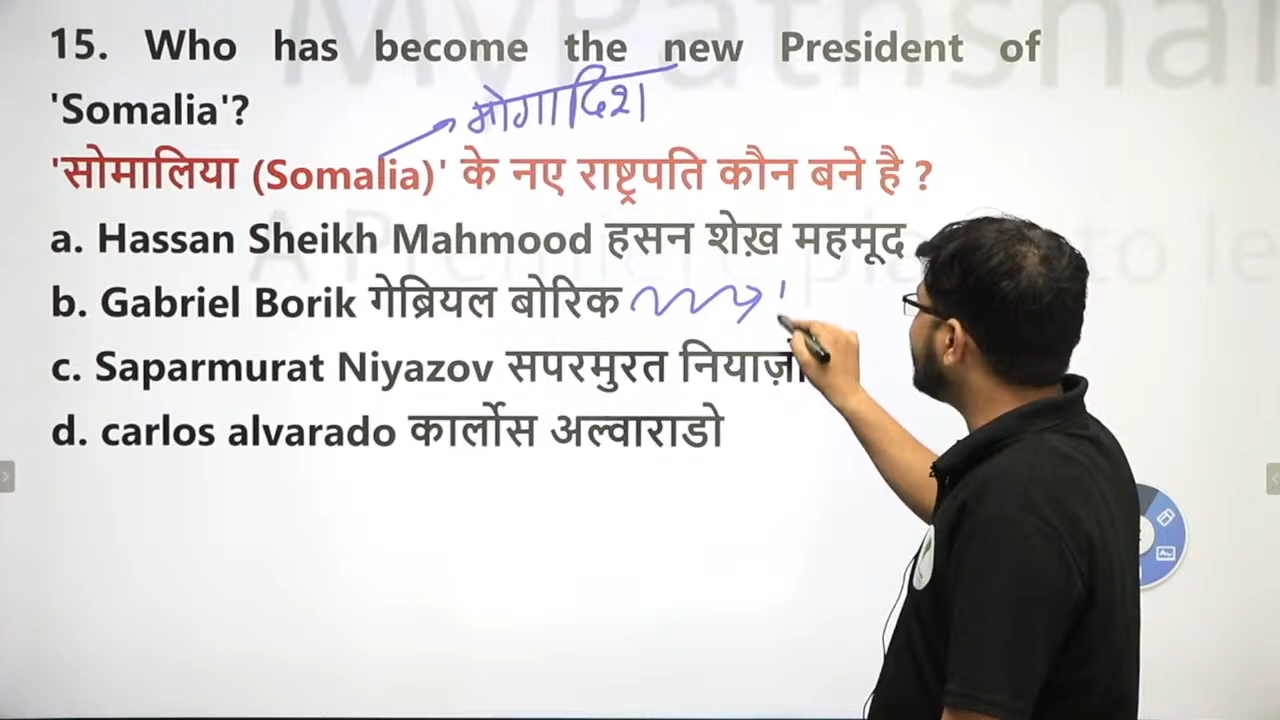 15. Who has become the new President of
'Somalia'?
मोगादिशु
'सोमालिया (Somalia)' के नए राष्ट्रपति कौन बने है ?
a. Hassan Sheikh Mahmood हसन शेख़ महमूद
b. Gabriel Borik गेब्रियल बोरिक
c. Saparmurat Niyazov सपरमुरत
d. carlos alvarado कार्लोस अल्वाराडो